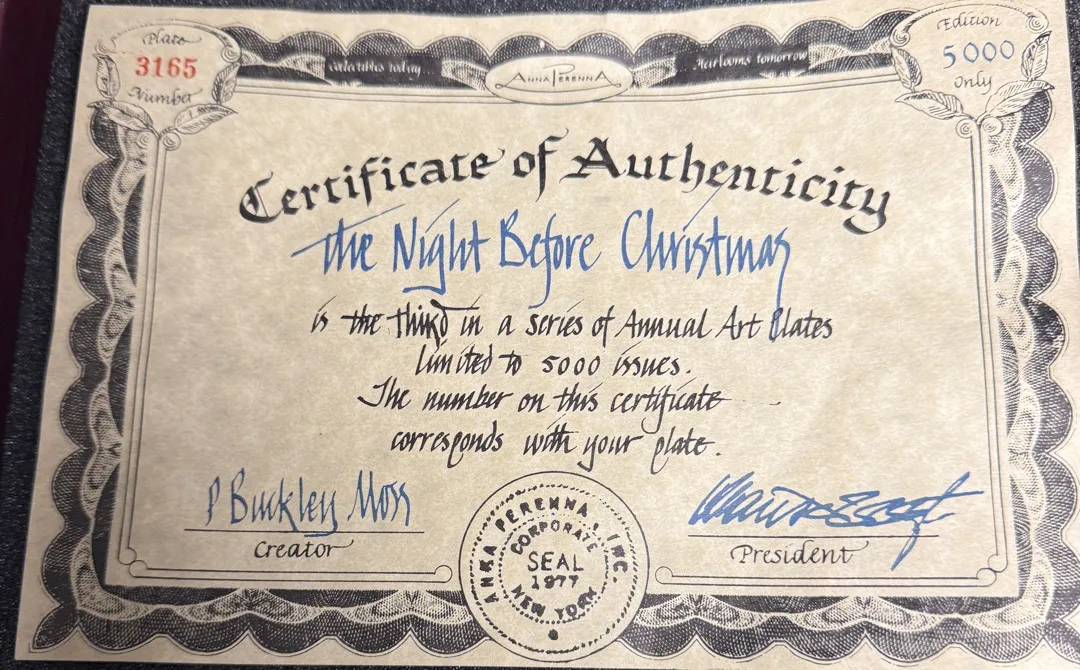 Plate
3165
Number
Collectibles today...
ANNA PERENNA
Heirlooms tomorrow
Edition
5000
Only
Certificate of Authenticity
The Night Before Christmas
is the third in a series of Annual Art Plates
limited to 5000 issues.
The number on this certificate
corresponds with your plate.
P Buckley Moss
Creator
ANNA PERENNA, INC.
CORPORATE
SEAL
1977
NEW YORK
President